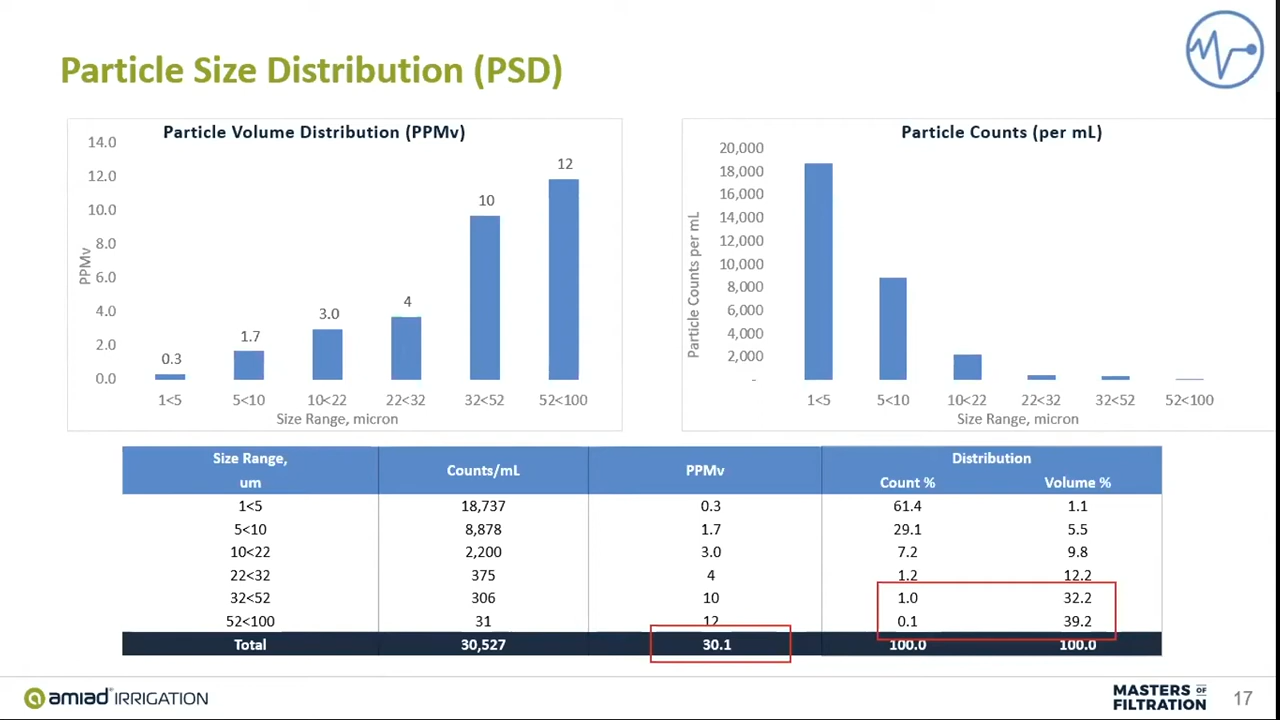 Particle Size Distribution (PSD)
Particle Volume Distribution (PPMv)
14.0
12.0
10.0
8.0
6.0
4.0
2.0
0.0
PPMv
0.3
1.7
3.0
4
10
12
1<5
5<10
10<22
22<32
32<52
52<100
Size Range, micron
Particle Counts (per mL)
20,000
18,000
16,000
14,000
12,000
10,000
8,000
6,000
4,000
2,000
-
Particle Counts per mL
1<5
5<10
10<22
22<32
32<52
52<100
Size Range, micron
Size Range, um Counts/mL PPMv Distribution
Count % Volume %
1<5 18,737 0.3 61.4 1.1
5<10 8,878 1.7 29.1 5.5
10<22 2,200 3.0 7.2 9.8
22<32 375 4 1.2 12.2
32<52 306 10 1.0 32.2
52<100 31 12 0.1 39.2
Total 30,527 30.1 100.0 100.0
amiad IRRIGATION
MASTERS OF
FILTRATION
17